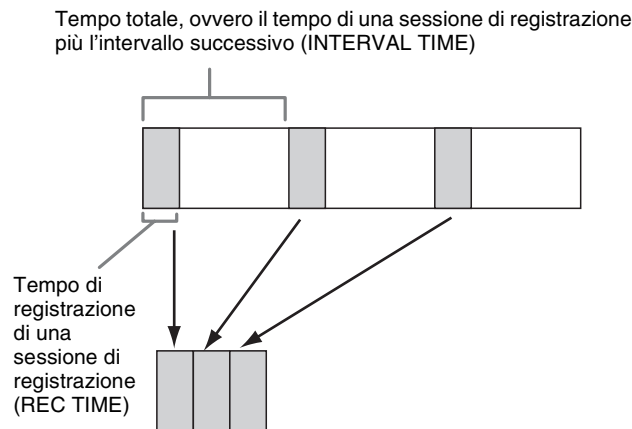 Tempo totale, ovvero il tempo di una sessione di registrazione
più l'intervallo successivo (INTERVAL TIME)
Tempo di
registrazione
di una
sessione di
registrazione
(REC TIME)